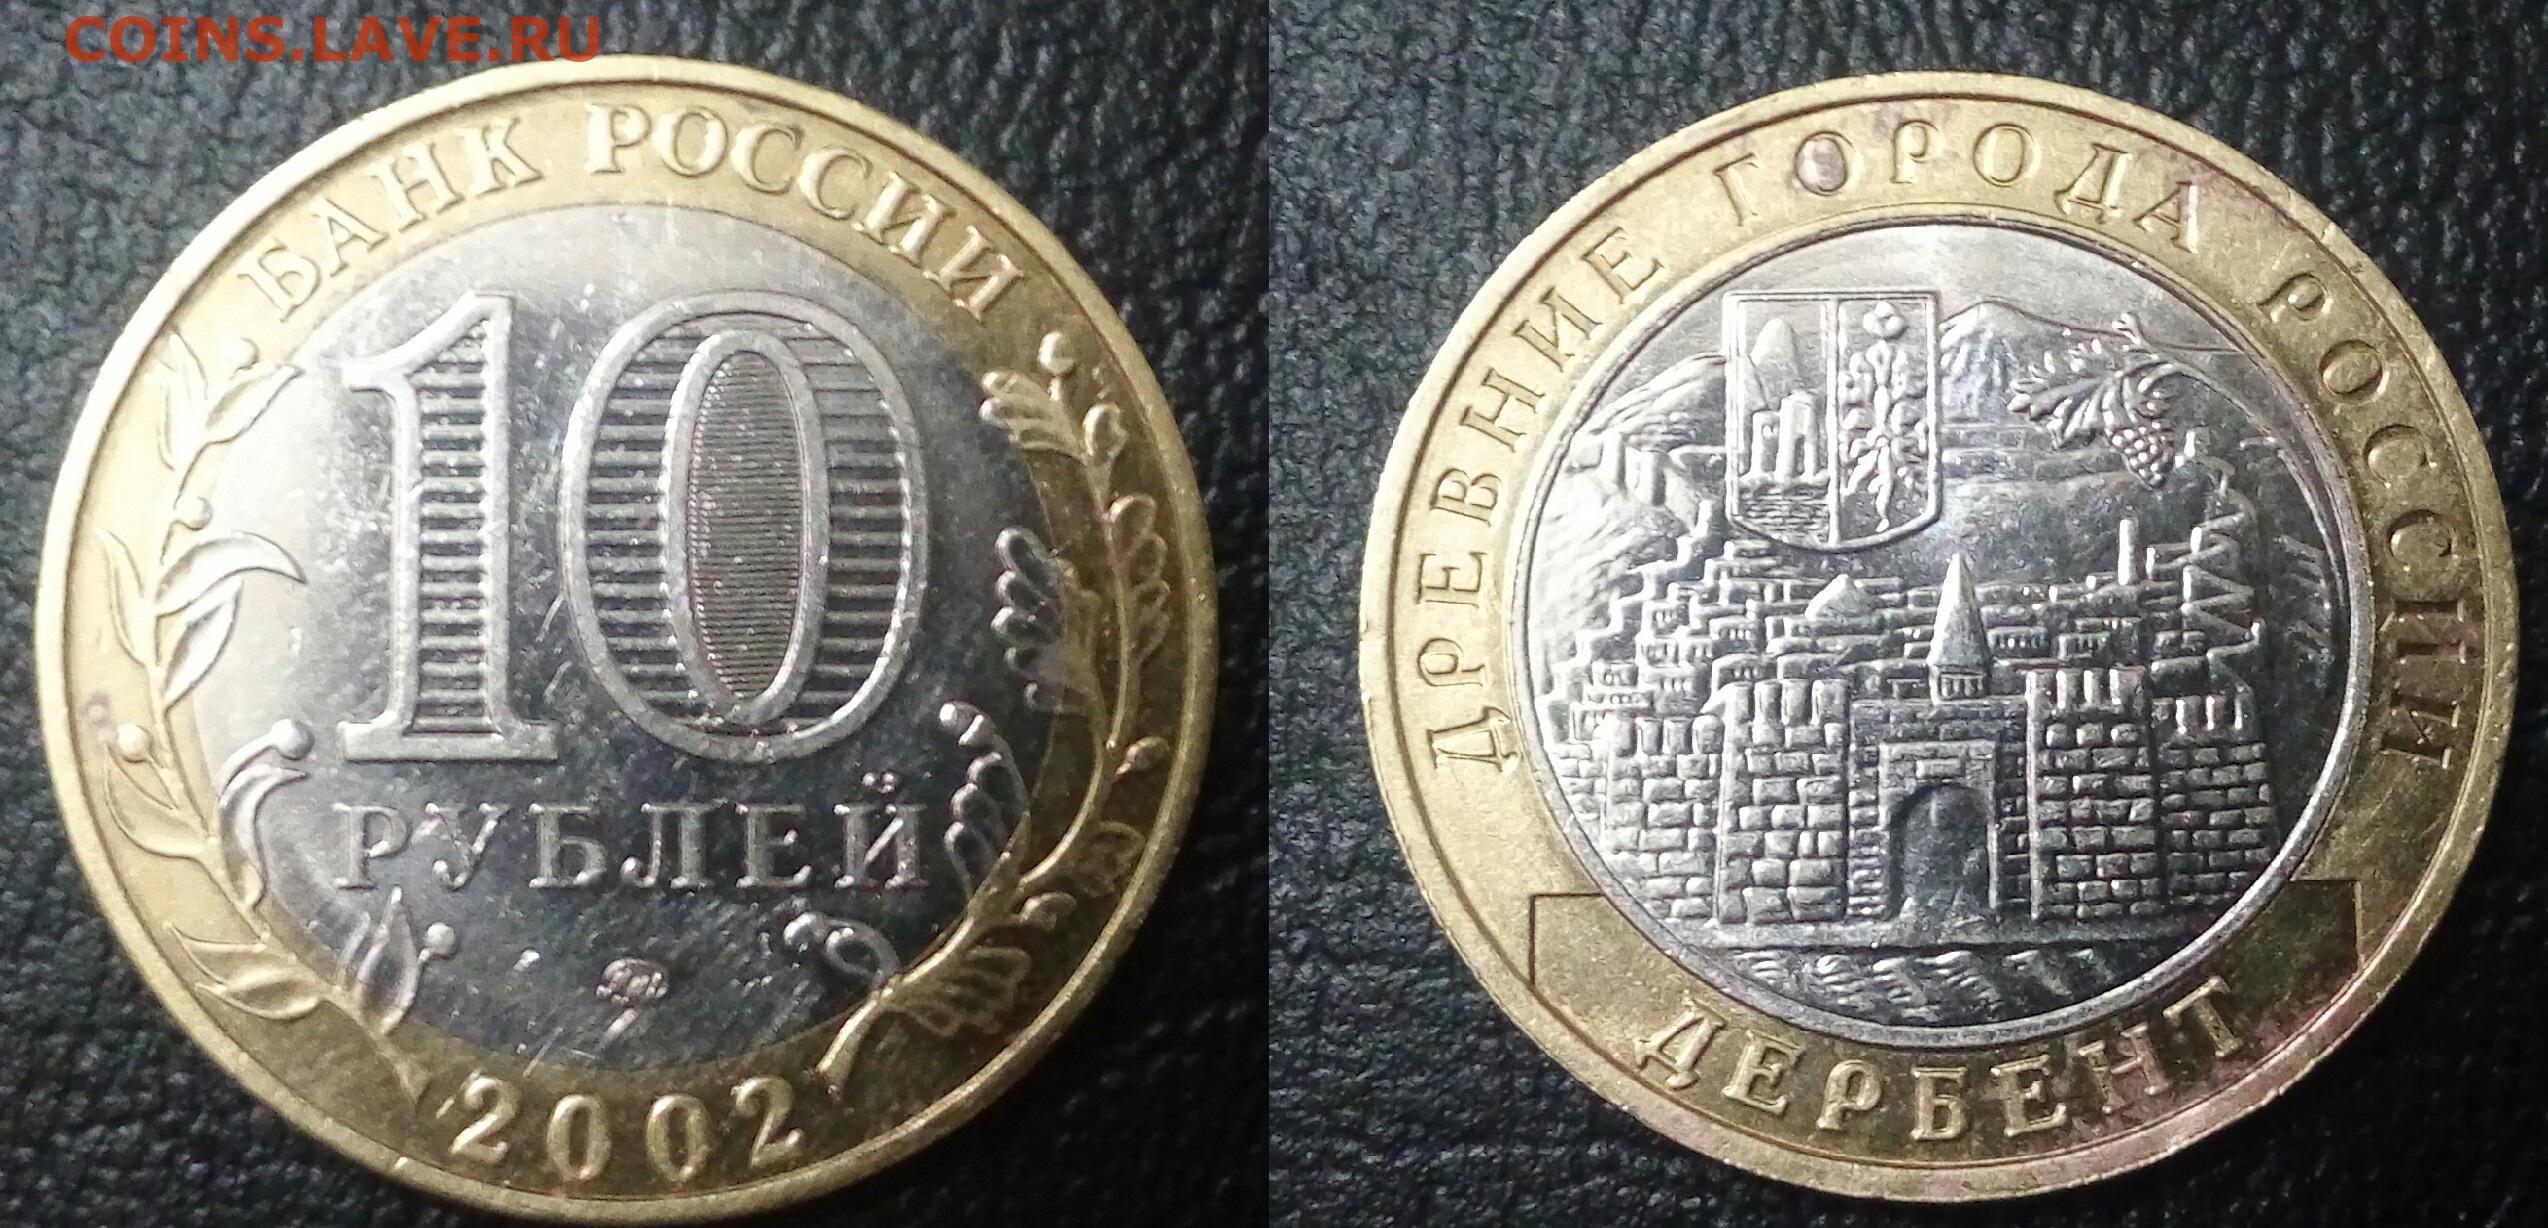 COINS.LAVE.RU
БАНК РОССИИ
10
РУБЛЕЙ
2002
ДРЕВНИЕ ГОРОДА РОССИИ
ДЕРБЕНТ